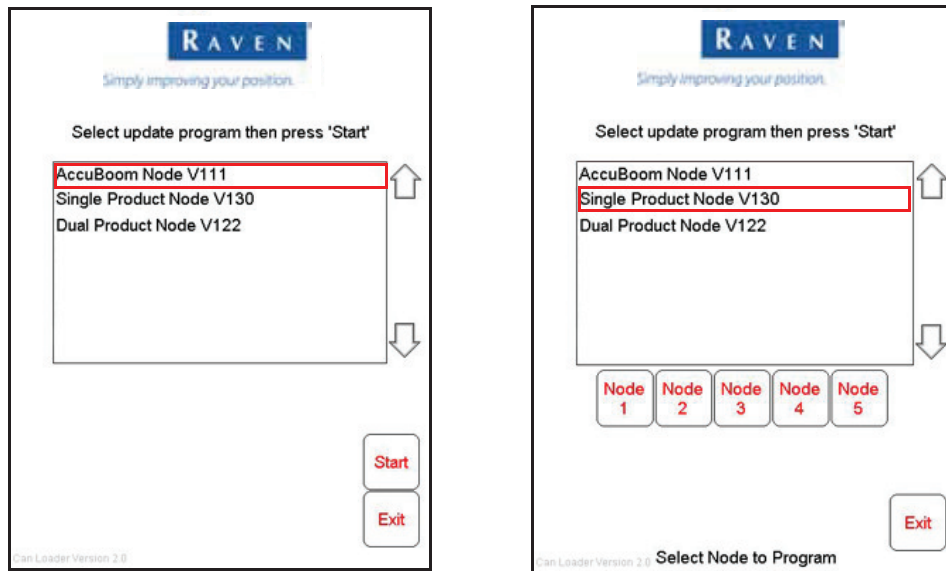 RAVEN
Simply improving your position.
Select update program then press 'Start'
AccuBoom Node V111
Single Product Node V130
Dual Product Node V122
Start
Exit
Can Loader Version 2.0
RAVEN
Simply improving your position.
Select update program then press 'Start'
AccuBoom Node V111
Single Product Node V130
Dual Product Node V122
Node Node Node Node Node
1 2 3 4 5
Exit
Can Loader Version 2.0 Select Node to Program